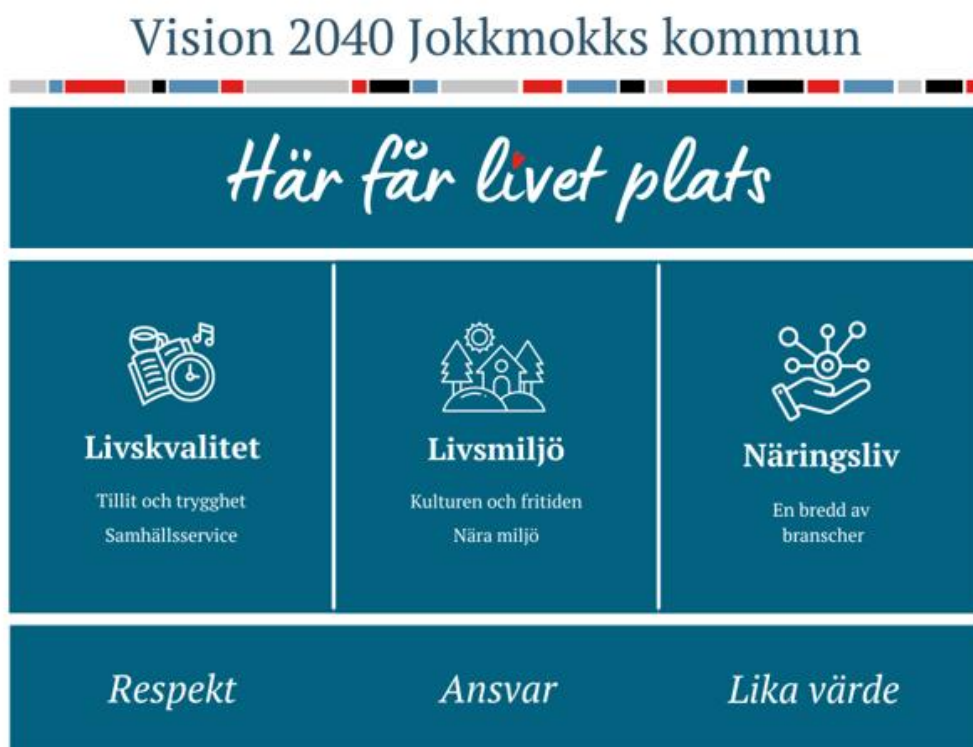 Vision 2040 Jokkmokks kommun
Här får livet plats
Livskvalitet
Tillit och trygghet
Samhällsservice
Livsmiljö
Kulturen och fritiden
Nära miljö
Näringsliv
En bredd av
branscher
Respekt
Ansvar
Lika värde